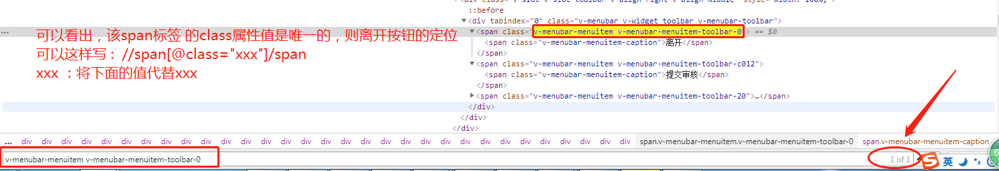 <div class="v-slot v-slot-toolbar v-align-right v-align-middle" style="width: 100%;">
::before
▼<div tabindex="0" class="v-menubar v-widget toolbar v-menubar-toolbar">
... ▼<span class="v-menubar-menuitem v-menubar-menuitem-toolbar-0"> == $0
<span class="v-menubar-menuitem-caption">离开</span>
</span>
▼<span class="v-menubar-menuitem v-menubar-menuitem-toolbar-c012">
<span class="v-menubar-menuitem-caption">提交审核</span>
</span>
▶<span class="v-menubar-menuitem v-menubar-menuitem-toolbar-20">…</span>
</div>
</div>
</div>
可以看出，该span标签 的class属性值是唯一的，则离开按钮的定位
可以这样写：//span[@class="xxx"]/span
xxx ：将下面的值代替xxx
... div div div div div div div div div div div div div div div div div div div div div div div div div div div div div div div span.v-menubar-menuitem.v-menubar-menuitem-toolbar-0 span.v-menubar-menuitem-caption
v-menubar-menuitem v-menubar-menuitem-toolbar-0 1 of 1 英